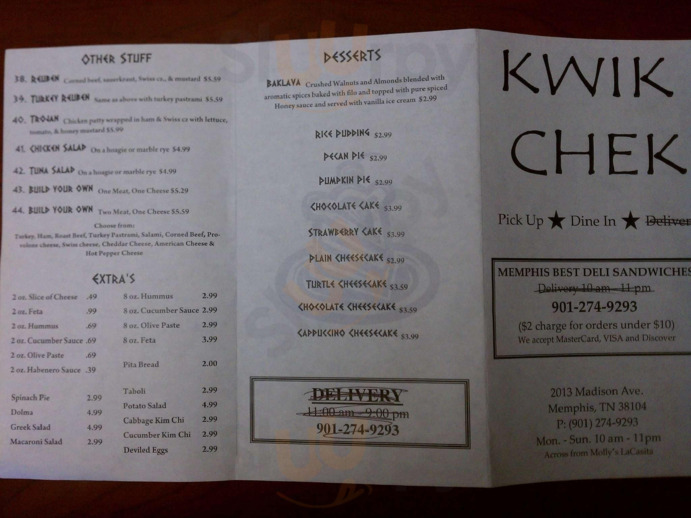 OTHER STUFF
38. REUBEN Corned beef, sauerkraut, Swiss cz., & mustard $5.59
39. TURKEY REUBEN Same as above with turkey pastrami $5.59
40. TROJAN Chicken patty wrapped in ham & Swiss cz with lettuce,
tomato, & honey mustard $5.99
41. CHICKEN SALAD On a hoagie or marble rye $4.99
42. TUNA SALAD On a hoagie or marble rye $4.99
43. BUILD YOUR OWN One Meat, One Cheese $5.29
44. BUILD YOUR OWN Two Meat, One Cheese $5.59
Choose from:
Turkey, Ham, Roast Beef, Turkey Pastrami, Salami, Corned Beef, Pro-
volone cheese, Swiss cheese, Cheddar Cheese, American Cheese &
Hot Pepper Cheese
EXTRA'S
2 oz. Slice of Cheese .49
2 oz. Feta .99
2 oz. Hummus .69
2 oz. Cucumber Sauce .69
2 oz. Olive Paste .69
2 oz. Habenero Sauce .39
Spinach Pie 2.99
Dolma 4.99
Greek Salad 4.99
Macaroni Salad 2.99
8 oz. Hummus 2.99
8 oz. Cucumber Sauce 2.99
8 oz. Olive Paste 2.99
8 oz. Feta 3.99
Pita Bread 2.00
Taboli 2.99
Potato Salad 4.99
Cabbage Kim Chi 2.99
Cucumber Kim Chi 2.99
Deviled Eggs 2.99
DESSERTS
BAKLAVA Crushed Walnuts and Almonds blended with
aromatic spices baked with filo and topped with pure spiced
Honey sauce and served with vanilla ice cream $2.99
RICE PUDDING $2.99
PECAN PIE $2.99
PUMPKIN PIE $2.99
CHOCOLATE CAKE $3.99
STRAWBERRY CAKE $3.99
PLAIN CHEESECAKE $2.99
TURTLE CHEESECAKE $3.59
CHOCOLATE CHEESECAKE $3.59
CAPPUCCINO CHEESECAKE $3.99
DELIVERY
11:00 am - 9:00 pm
901-274-9293
KWIK
CHEK
Pick Up ★ Dine In ★ Deliver
MEMPHIS BEST DELI SANDWICHES
Delivery 10 am - 11 pm
901-274-9293
($2 charge for orders under $10)
We accept MasterCard, VISA and Discover
2013 Madison Ave.
Memphis, TN 38104
P: (901) 274-9293
Mon. - Sun. 10 am - 11pm
Across from Molly's LaCasita